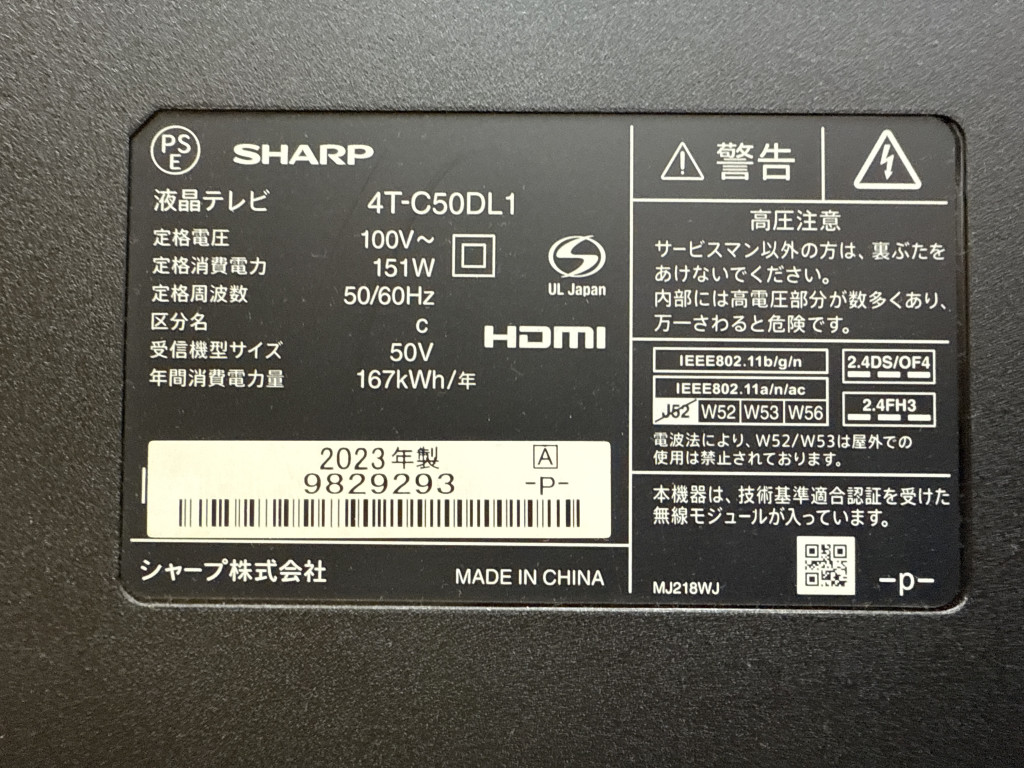 PSE SHARP
液晶テレビ 4T-C50DL1
定格電圧 100V～
定格消費電力 151W
定格周波数 50/60Hz
区分名 c
受信機型サイズ 50V
年間消費電力量 167kWh/年
S
UL Japan
HDMI
2023年製 A
9829293 -P-
シャープ株式会社 MADE IN CHINA
警告
高圧注意
サービスマン以外の方は、裏ぶたを
あけないでください。
内部には高電圧部分が数多くあり、
万一さわると危険です。
IEEE802.11b/g/n
IEEE802.11a/n/ac
J52 W52 W53 W56
2.4DS/OF4
2.4FH3
電波法により、W52/W53は屋外での
使用は禁止されております。
本機器は、技術基準適合認証を受けた
無線モジュールが入っています。
MJ218WJ -p-